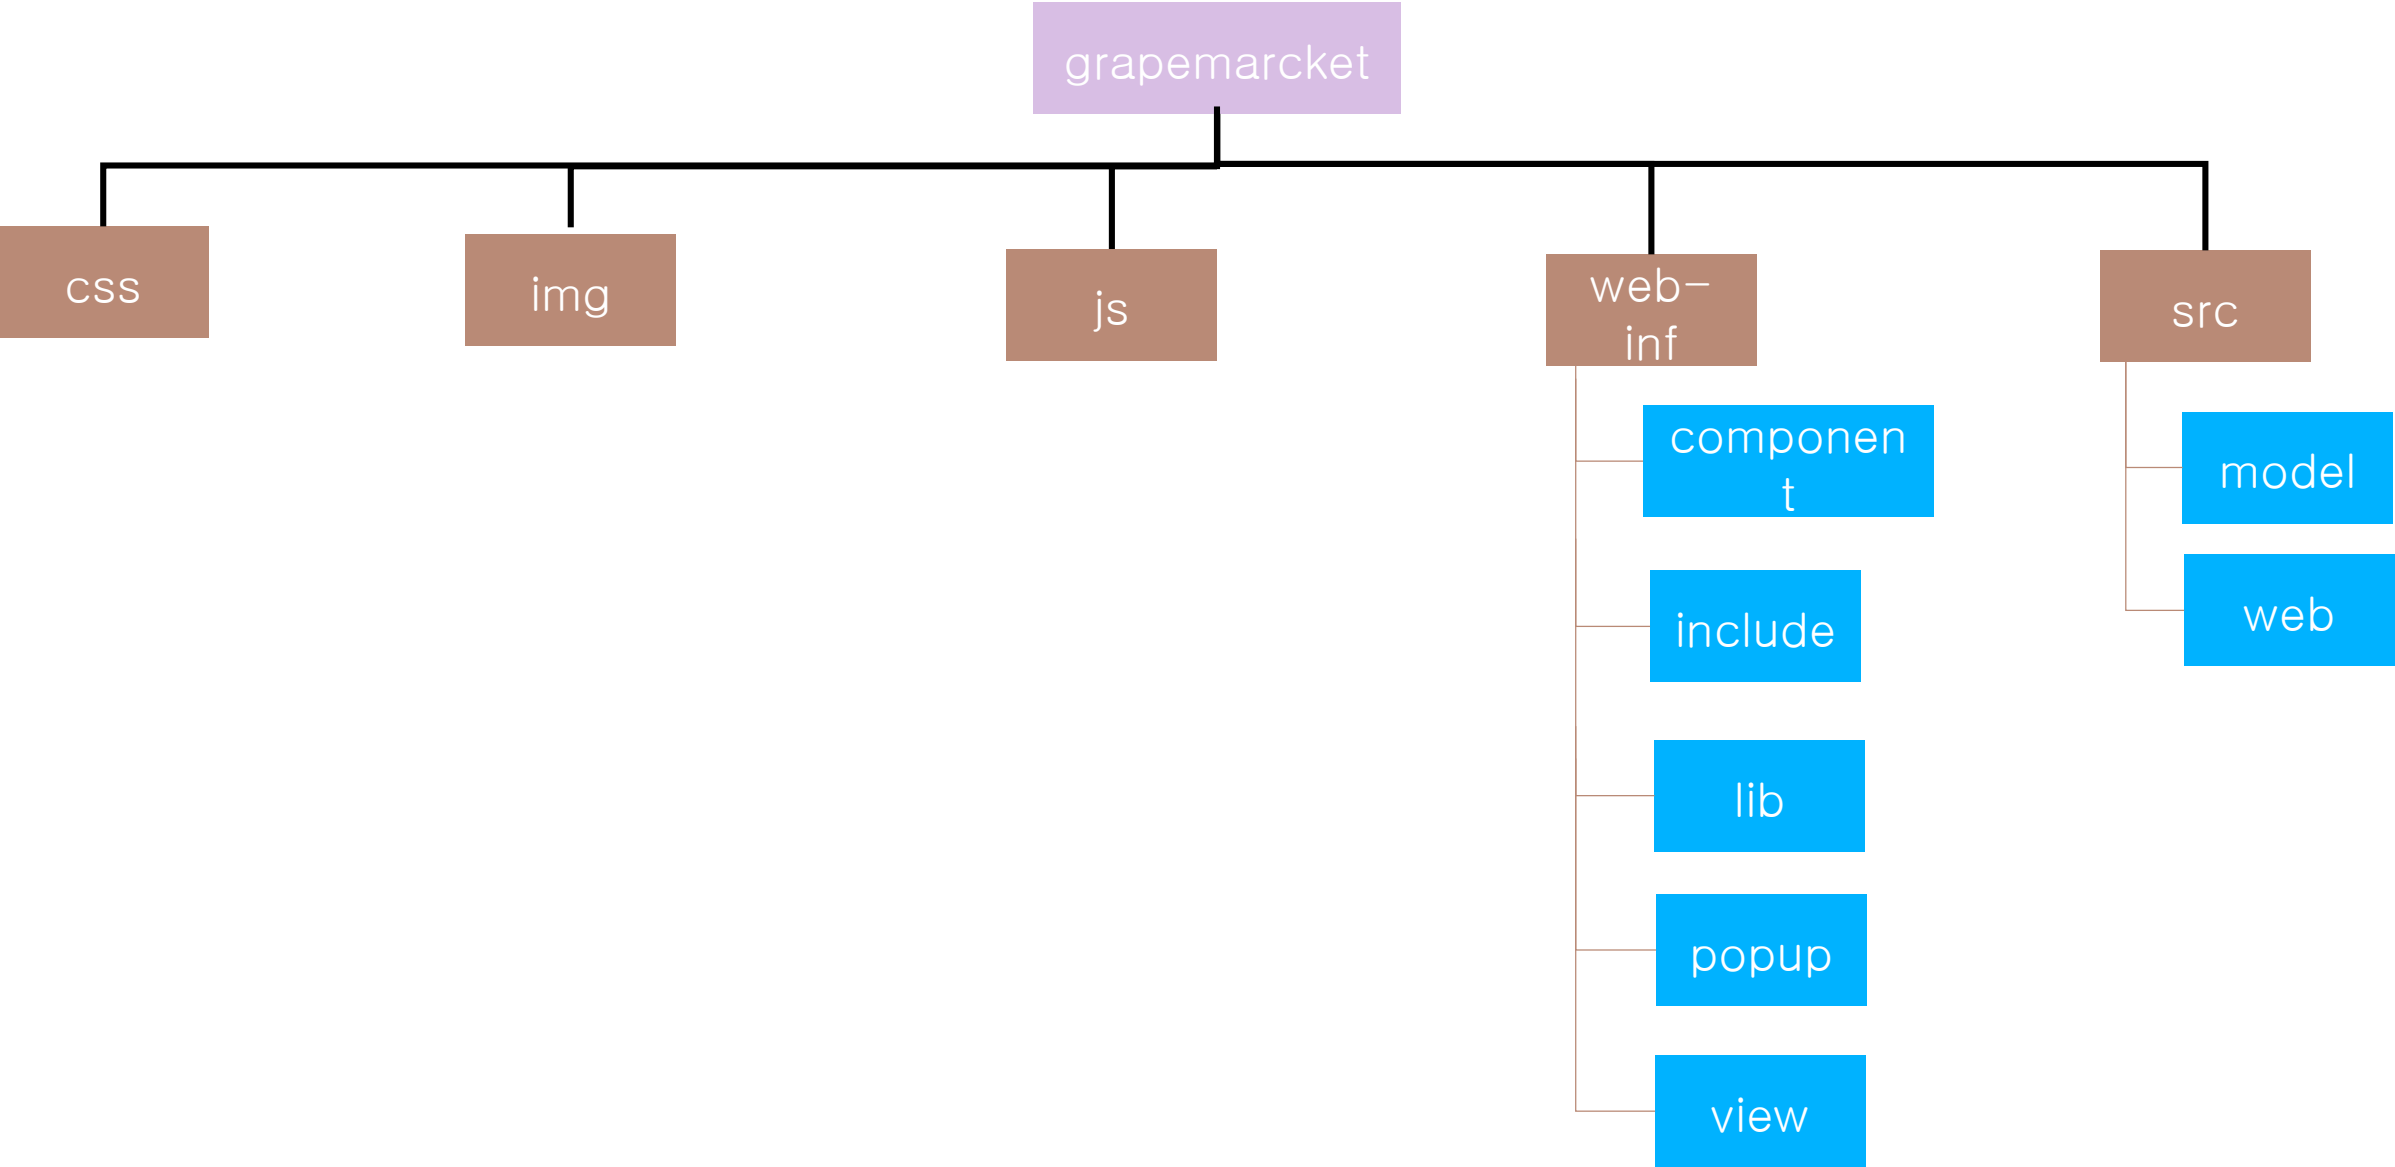 grapemarcket
css
img
js
web-
inf
src
componen
t
include
lib
popup
view
model
web